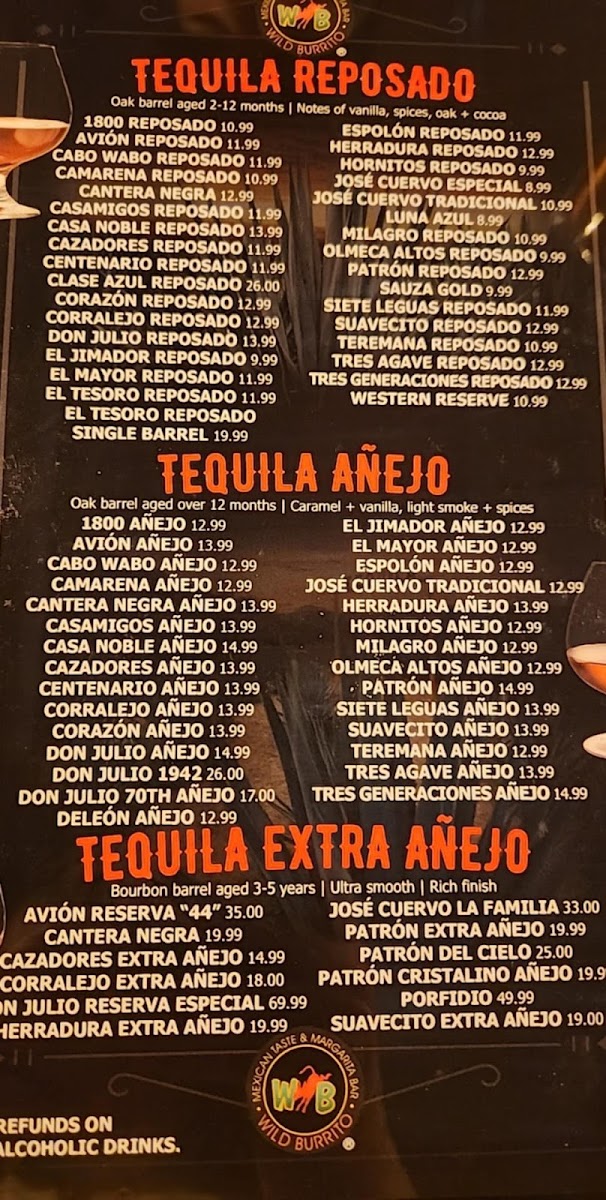 WILD BURRITO
W B
TEQUILA REPOSADO
Oak barrel aged 2-12 months | Notes of vanilla, spices, oak + cocoa
1800 REPOSADO 10.99
AVIÓN REPOSADO 11.99
CABO WABO REPOSADO 11.99
CAMARENA REPOSADO 10.99
CANTERA NEGRA 12.99
CASAMIGOS REPOSADO 11.99
CASA NOBLE REPOSADO 13.99
CAZADORES REPOSADO 11.99
CENTENARIO REPOSADO 11.99
CLASE AZUL REPOSADO 26.00
CORAZÓN REPOSADO 12.99
CORRALEJO REPOSADO 12.99
DON JULIO REPOSADO 13.99
EL JIMADOR REPOSADO 9.99
EL MAYOR REPOSADO 11.99
EL TESORO REPOSADO 11.99
EL TESORO REPOSADO
SINGLE BARREL 19.99
ESPOLÓN REPOSADO 11.99
HERRADURA REPOSADO 12.99
HORNITOS REPOSADO 9.99
JOSÉ CUERVO ESPECIAL 8.99
JOSÉ CUERVO TRADICIONAL 10.99
LUNA AZUL 8.99
MILAGRO REPOSADO 10.99
OLMECA ALTOS REPOSADO 9.99
PATRÓN REPOSADO 12.99
SAUZA GOLD 9.99
SIETE LEGUAS REPOSADO 11.99
SUAVECITO REPOSADO 12.99
TEREMANA REPOSADO 10.99
TRES AGAVE REPOSADO 12.99
TRES GENERACIONES REPOSADO 12.99
WESTERN RESERVE 10.99
TEQUILA AÑEJO
Oak barrel aged over 12 months | Caramel + vanilla, light smoke + spices
1800 AÑEJO 12.99
AVIÓN AÑEJO 13.99
CABO WABO AÑEJO 12.99
CAMARENA AÑEJO 12.99
CANTERA NEGRA AÑEJO 13.99
CASAMIGOS AÑEJO 13.99
CASA NOBLE AÑEJO 14.99
CAZADORES AÑEJO 13.99
CENTENARIO AÑEJO 13.99
CORRALEJO AÑEJO 13.99
CORAZÓN AÑEJO 13.99
DON JULIO AÑEJO 14.99
DON JULIO 1942 26.00
DON JULIO 70TH AÑEJO 17.00
DELEÓN AÑEJO 12.99
EL JIMADOR AÑEJO 12.99
EL MAYOR AÑEJO 12.99
ESPOLÓN AÑEJO 12.99
JOSÉ CUERVO TRADICIONAL 12.99
HERRADURA AÑEJO 13.99
HORNITOS AÑEJO 12.99
MILAGRO AÑEJO 12.99
OLMECA ALTOS AÑEJO 12.99
PATRÓN AÑEJO 14.99
SIETE LEGUAS AÑEJO 13.99
SUAVECITO AÑEJO 13.99
TEREMANA AÑEJO 12.99
TRES AGAVE AÑEJO 13.99
TRES GENERACIONES AÑEJO 14.99
TEQUILA EXTRA AÑEJO
Bourbon barrel aged 3-5 years | Ultra smooth | Rich finish
AVIÓN RESERVA "44" 35.00
CANTERA NEGRA 19.99
CAZADORES EXTRA AÑEJO 14.99
CORRALEJO EXTRA AÑEJO 18.00
ON JULIO RESERVA ESPECIAL 69.99
HERRADURA EXTRA AÑEJO 19.99
JOSÉ CUERVO LA FAMILIA 33.00
PATRÓN EXTRA AÑEJO 19.99
PATRÓN DEL CIELO 25.00
PATRÓN CRISTALINO AÑEJO 19.9
PORFIDIO 49.99
SUAVECITO EXTRA AÑEJO 19.00
MEXICAN TASTE & MARGARITA BAR
W B
WILD BURRITO
REFUNDS ON
ALCOHOLIC DRINKS.